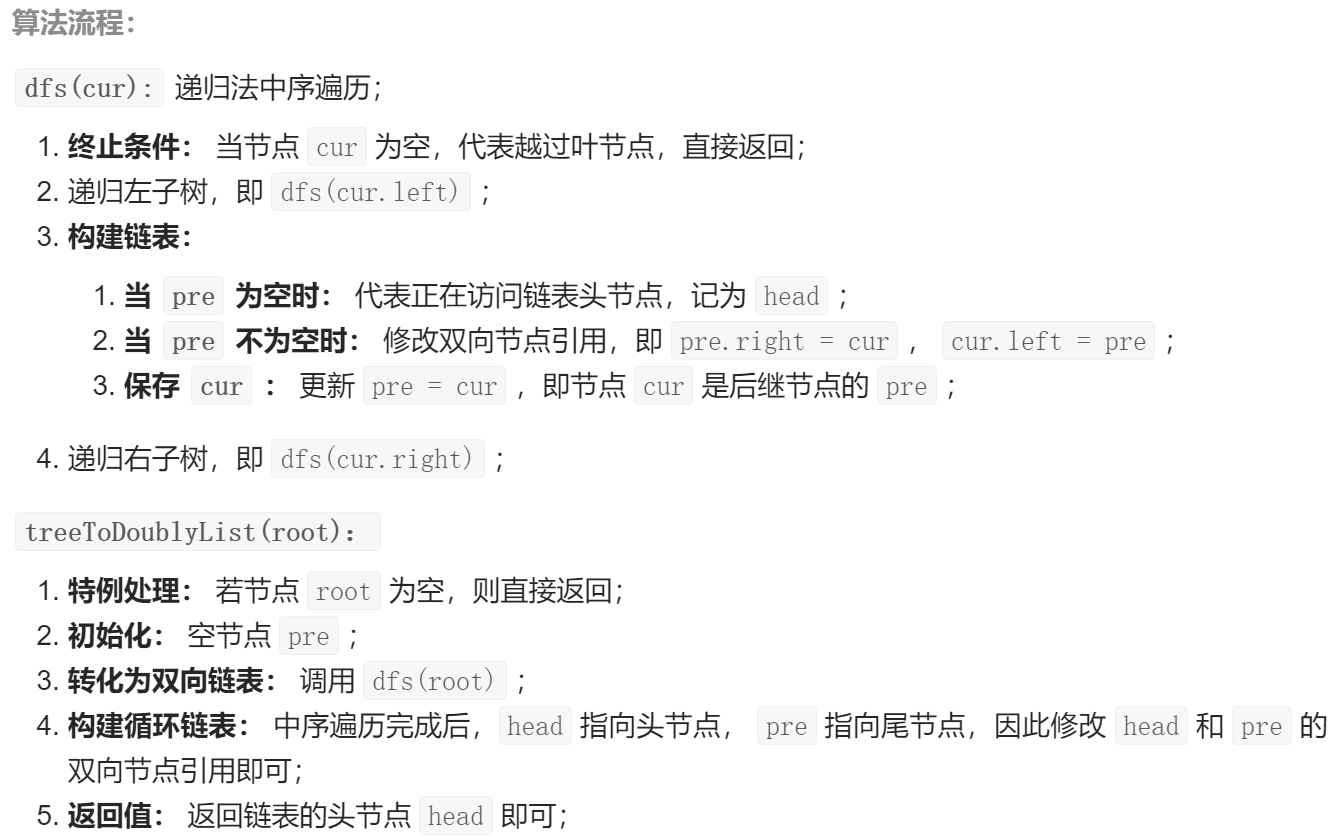 算法流程：
dfs(cur): 递归法中序遍历；
1. 终止条件： 当节点 cur 为空，代表越过叶节点，直接返回；
2. 递归左子树，即 dfs(cur.left) ；
3. 构建链表：
1. 当 pre 为空时： 代表正在访问链表头节点，记为 head ；
2. 当 pre 不为空时： 修改双向节点引用，即 pre.right = cur ， cur.left = pre ；
3. 保存 cur ： 更新 pre = cur ，即节点 cur 是后继节点的 pre ；
4. 递归右子树，即 dfs(cur.right) ；
treeToDoublyList(root)：
1. 特例处理： 若节点 root 为空，则直接返回；
2. 初始化： 空节点 pre ；
3. 转化为双向链表： 调用 dfs(root) ；
4. 构建循环链表： 中序遍历完成后， head 指向头节点， pre 指向尾节点，因此修改 head 和 pre 的
双向节点引用即可；
5. 返回值： 返回链表的头节点 head 即可；